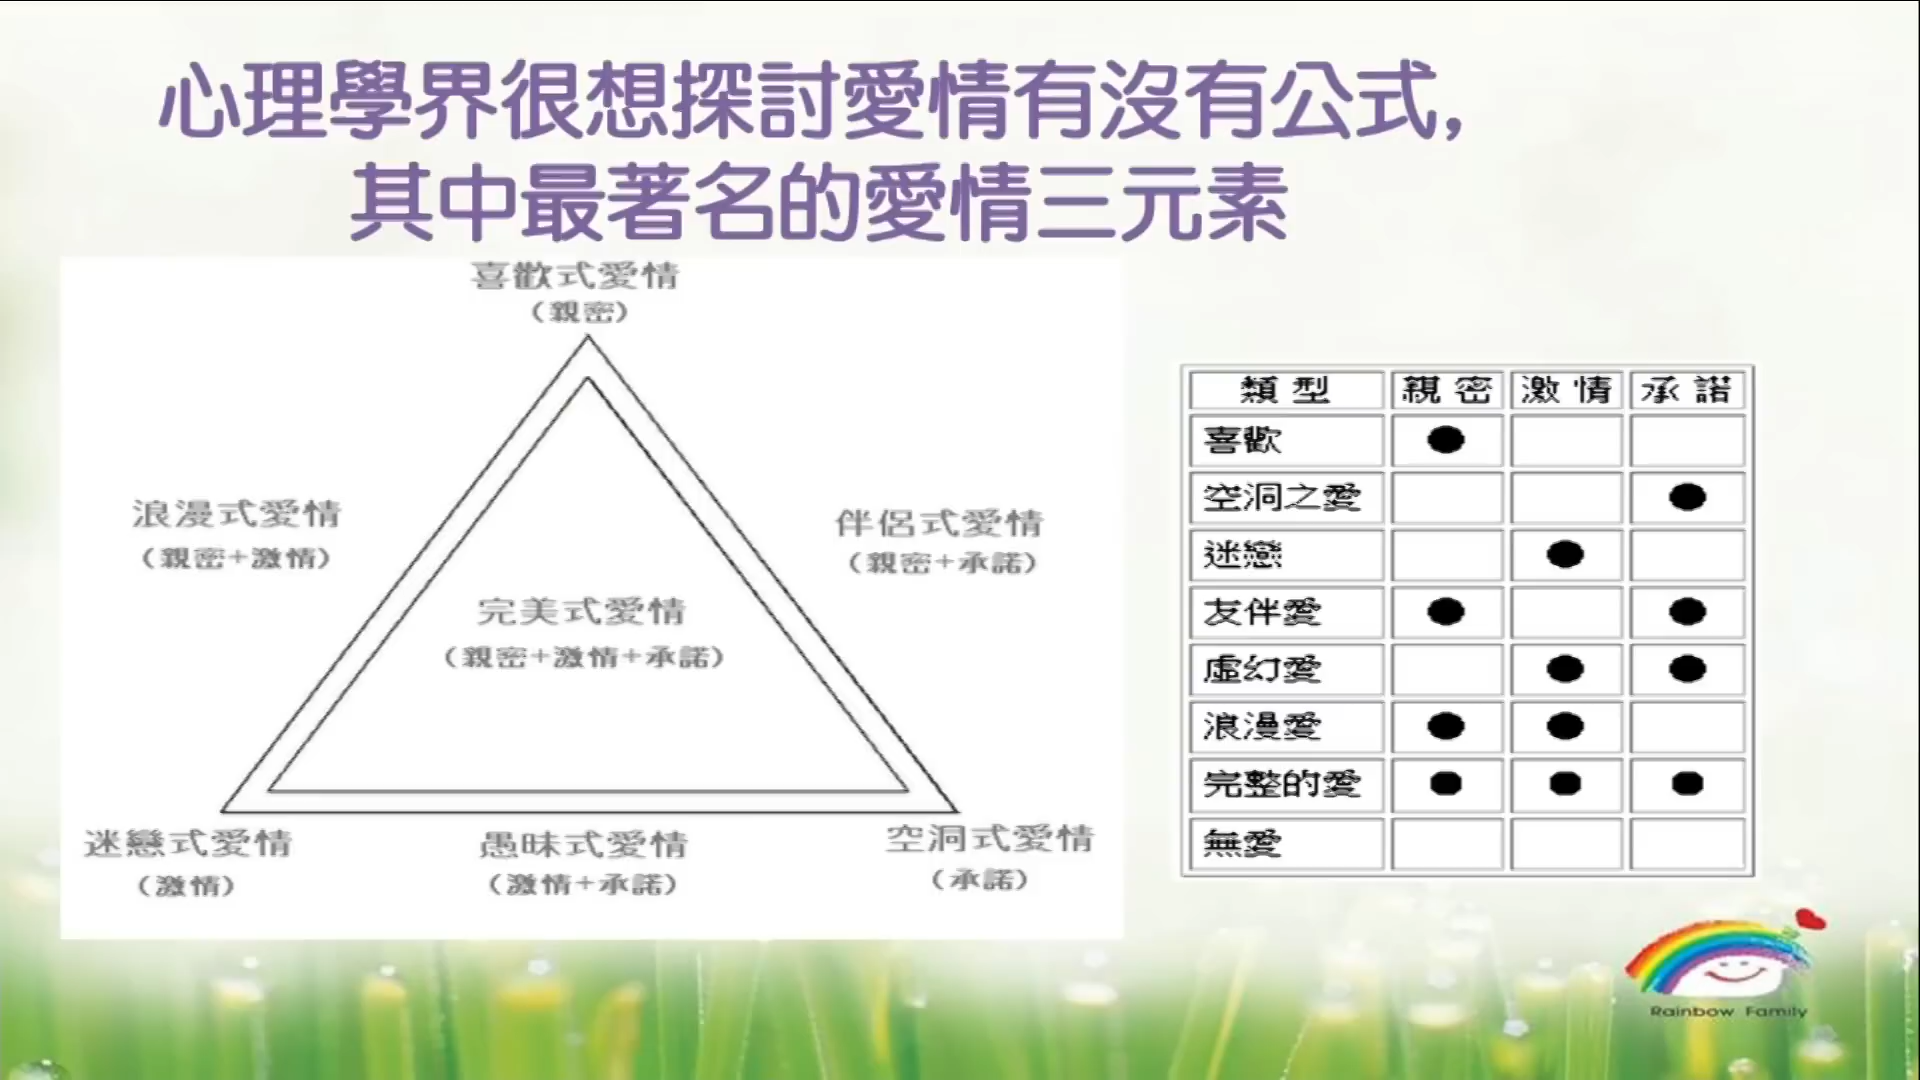 心理學界很想探討愛情有沒有公式,
其中最著名的愛情三元素
喜歡式愛情
(親密)
浪漫式愛情
(親密+激情)
伴侶式愛情
(親密+承諾)
完美式愛情
(親密+激情+承諾)
迷戀式愛情
(激情)
愚昧式愛情
(激情+承諾)
空洞式愛情
(承諾)
類型 親密 激情 承諾
喜歡 ●
空洞之愛 ●
迷戀 ●
友伴愛 ● ●
虛幻愛 ● ●
浪漫愛 ● ●
完整的愛 ● ● ●
無愛
Rainbow Family